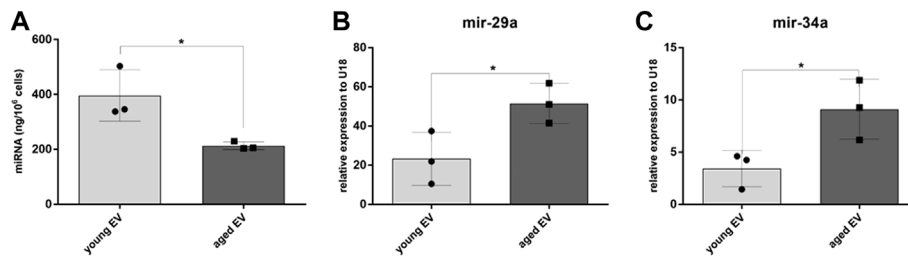 A
miRNA (ng/10⁶ cells)
600
400
200
0
*
young EV
aged EV
B
mir-29a
relative expression to U18
80
60
40
20
0
*
young EV
aged EV
C
mir-34a
relative expression to U18
15
10
5
0
*
young EV
aged EV